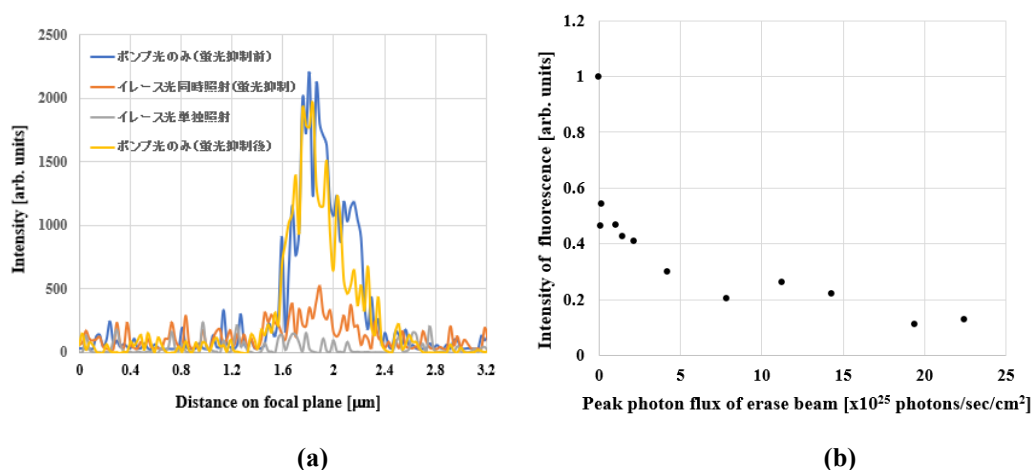 2500
2000
1500
1000
500
0
Intensity [arb. units]
ポンプ光のみ(蛍光抑制前)
イレース光同時照射(蛍光抑制)
イレース光単独照射
ポンプ光のみ(蛍光抑制後)
0 0.4 0.8 1.2 1.6 2 2.4 2.8 3.2
Distance on focal plane [μm]
(a)
1.2
1
0.8
0.6
0.4
0.2
0
Intensity of fluorescence [arb. units]
0 5 10 15 20 25
Peak photon flux of erase beam [x10²⁵ photons/sec/cm²]
(b)